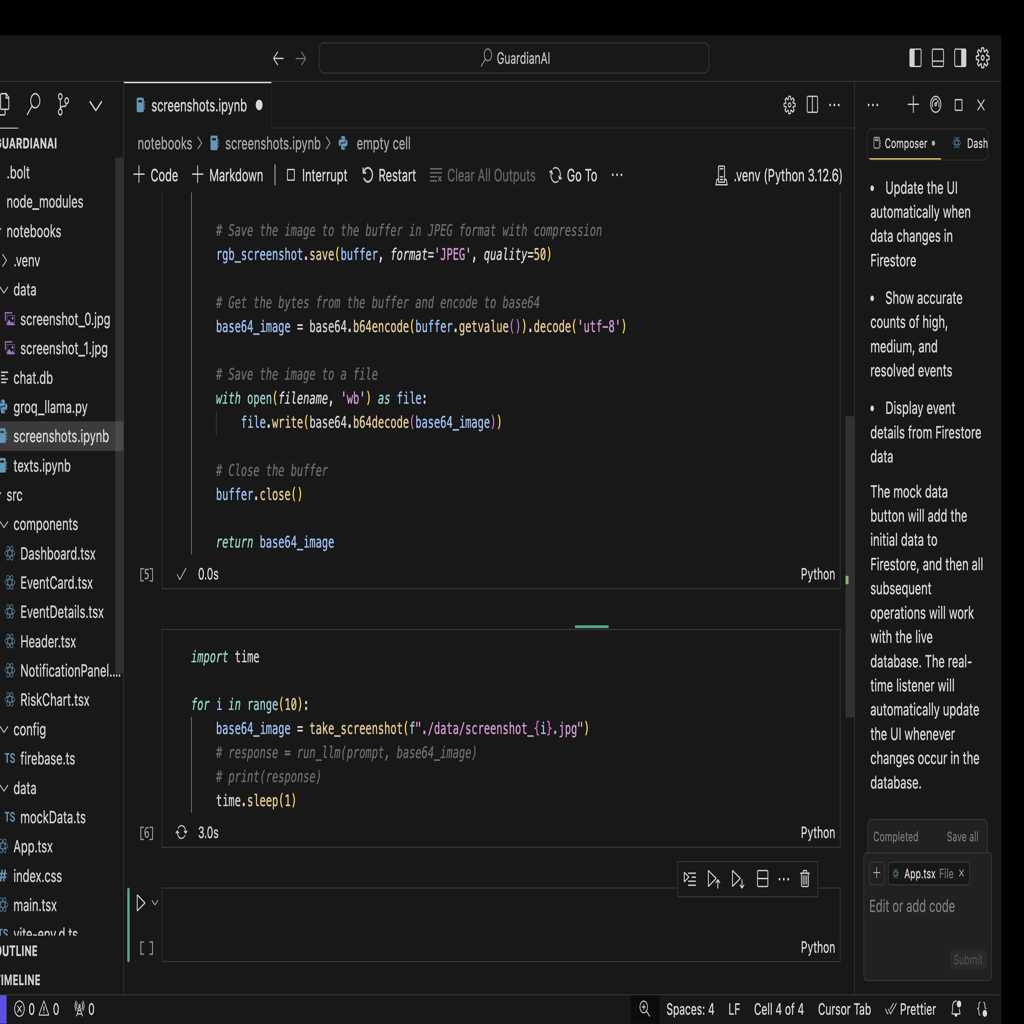 GuardianAI
GUARDIANAI
.bolt
node_modules
notebooks
.venv
data
screenshot_0.jpg
screenshot_1.jpg
chat.db
groq_llama.py
screenshots.ipynb
texts.ipynb
src
components
Dashboard.tsx
EventCard.tsx
EventDetails.tsx
Header.tsx
NotificationPanel....
RiskChart.tsx
config
TS firebase.ts
data
TS mockData.ts
App.tsx
# index.css
main.tsx
TS vite-env.d.ts
OUTLINE
TIMELINE
screenshots.ipynb
notebooks > screenshots.ipynb > empty cell
+ Code + Markdown | Interrupt Restart Clear All Outputs Go To ... .venv (Python 3.12.6)
# Save the image to the buffer in JPEG format with compression
rgb_screenshot.save(buffer, format='JPEG', quality=50)
# Get the bytes from the buffer and encode to base64
base64_image = base64.b64encode(buffer.getvalue()).decode('utf-8')
# Save the image to a file
with open(filename, 'wb') as file:
file.write(base64.b64decode(base64_image))
# Close the buffer
buffer.close()
return base64_image
[5] ✓ 0.0s Python
import time
for i in range(10):
base64_image = take_screenshot(f"./data/screenshot_{i}.jpg")
# response = run_llm(prompt, base64_image)
# print(response)
time.sleep(1)
[6] 3.0s Python
[ ] Python
Composer • Dash
• Update the UI
automatically when
data changes in
Firestore
• Show accurate
counts of high,
medium, and
resolved events
• Display event
details from Firestore
data
The mock data
button will add the
initial data to
Firestore, and then all
subsequent
operations will work
with the live
database. The real-
time listener will
automatically update
the UI whenever
changes occur in the
database.
Completed Save all
+ App.tsx File ×
Edit or add code
Submit
0 0 0 Spaces: 4 LF Cell 4 of 4 Cursor Tab Prettier